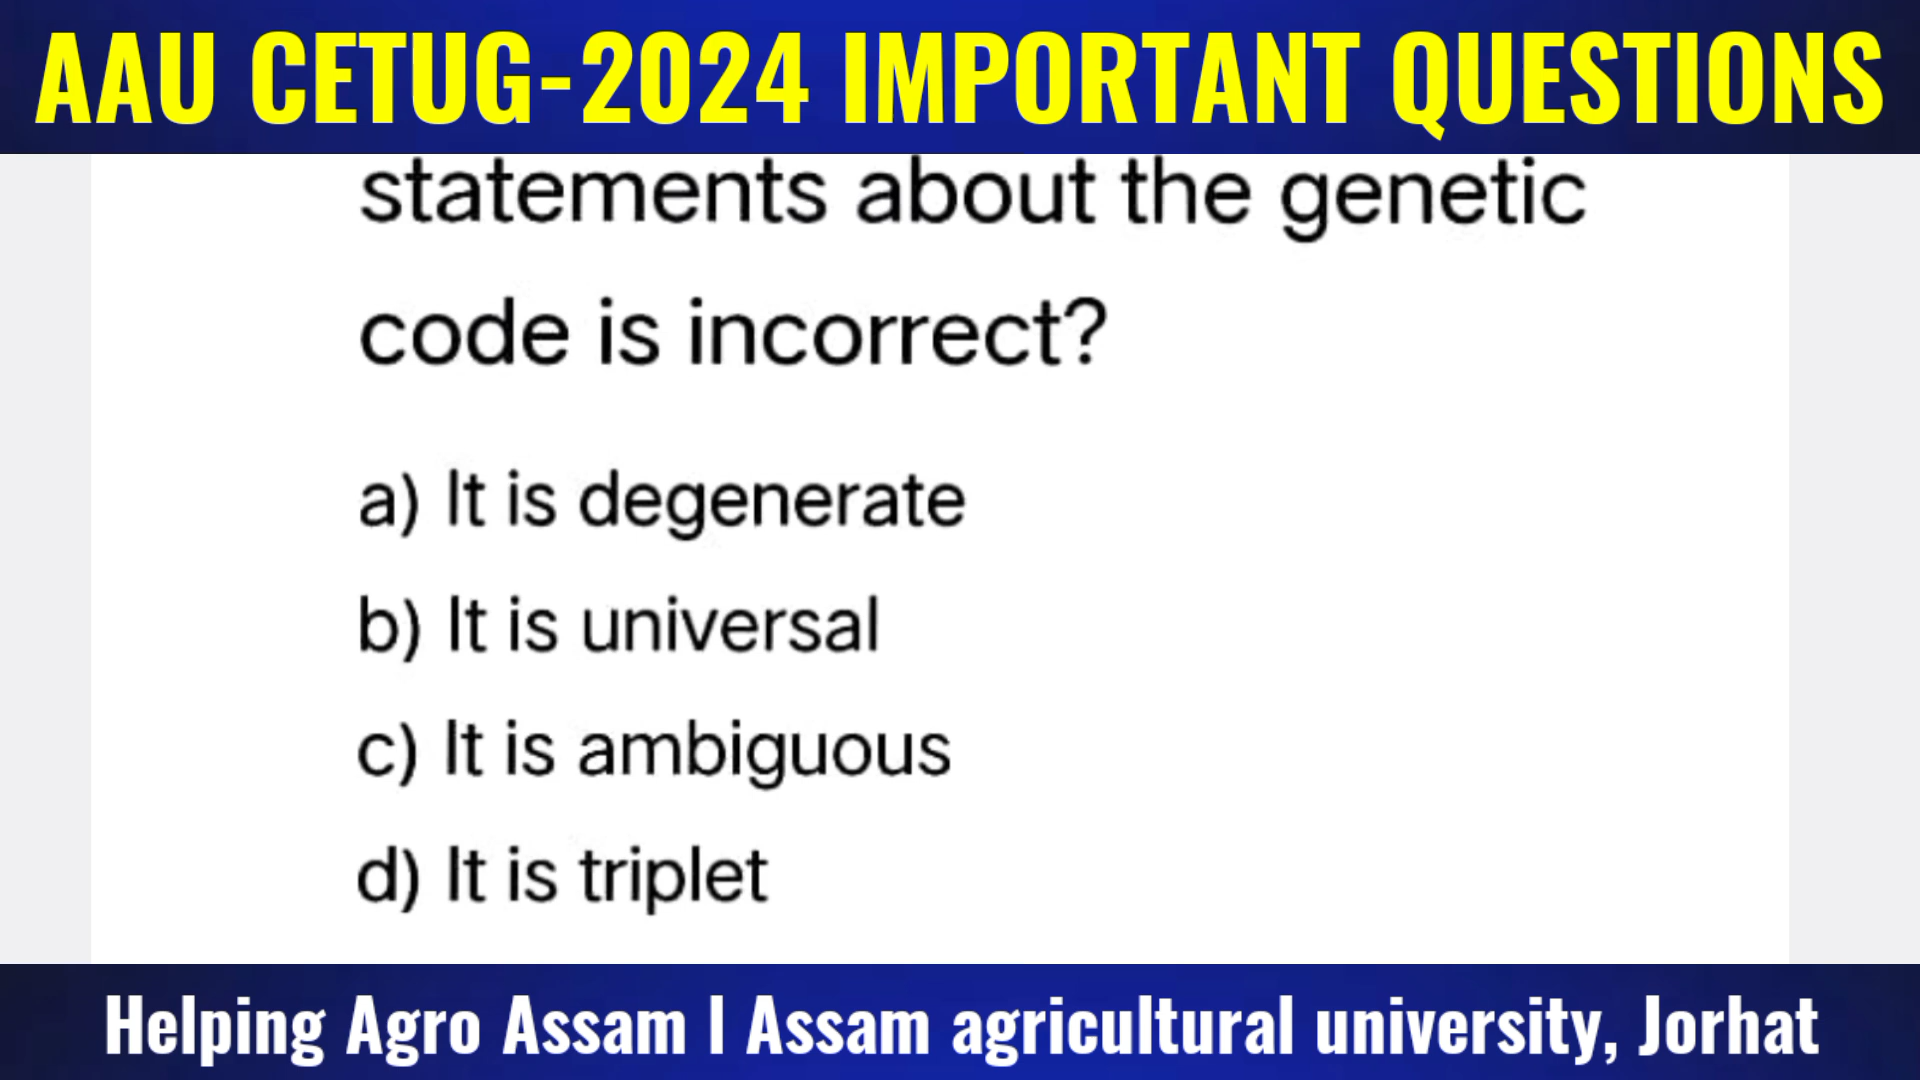 AAU CETUG-2024 IMPORTANT QUESTIONS
statements about the genetic
code is incorrect?
a) It is degenerate
b) It is universal
c) It is ambiguous
d) It is triplet
Helping Agro Assam I Assam agricultural university, Jorhat